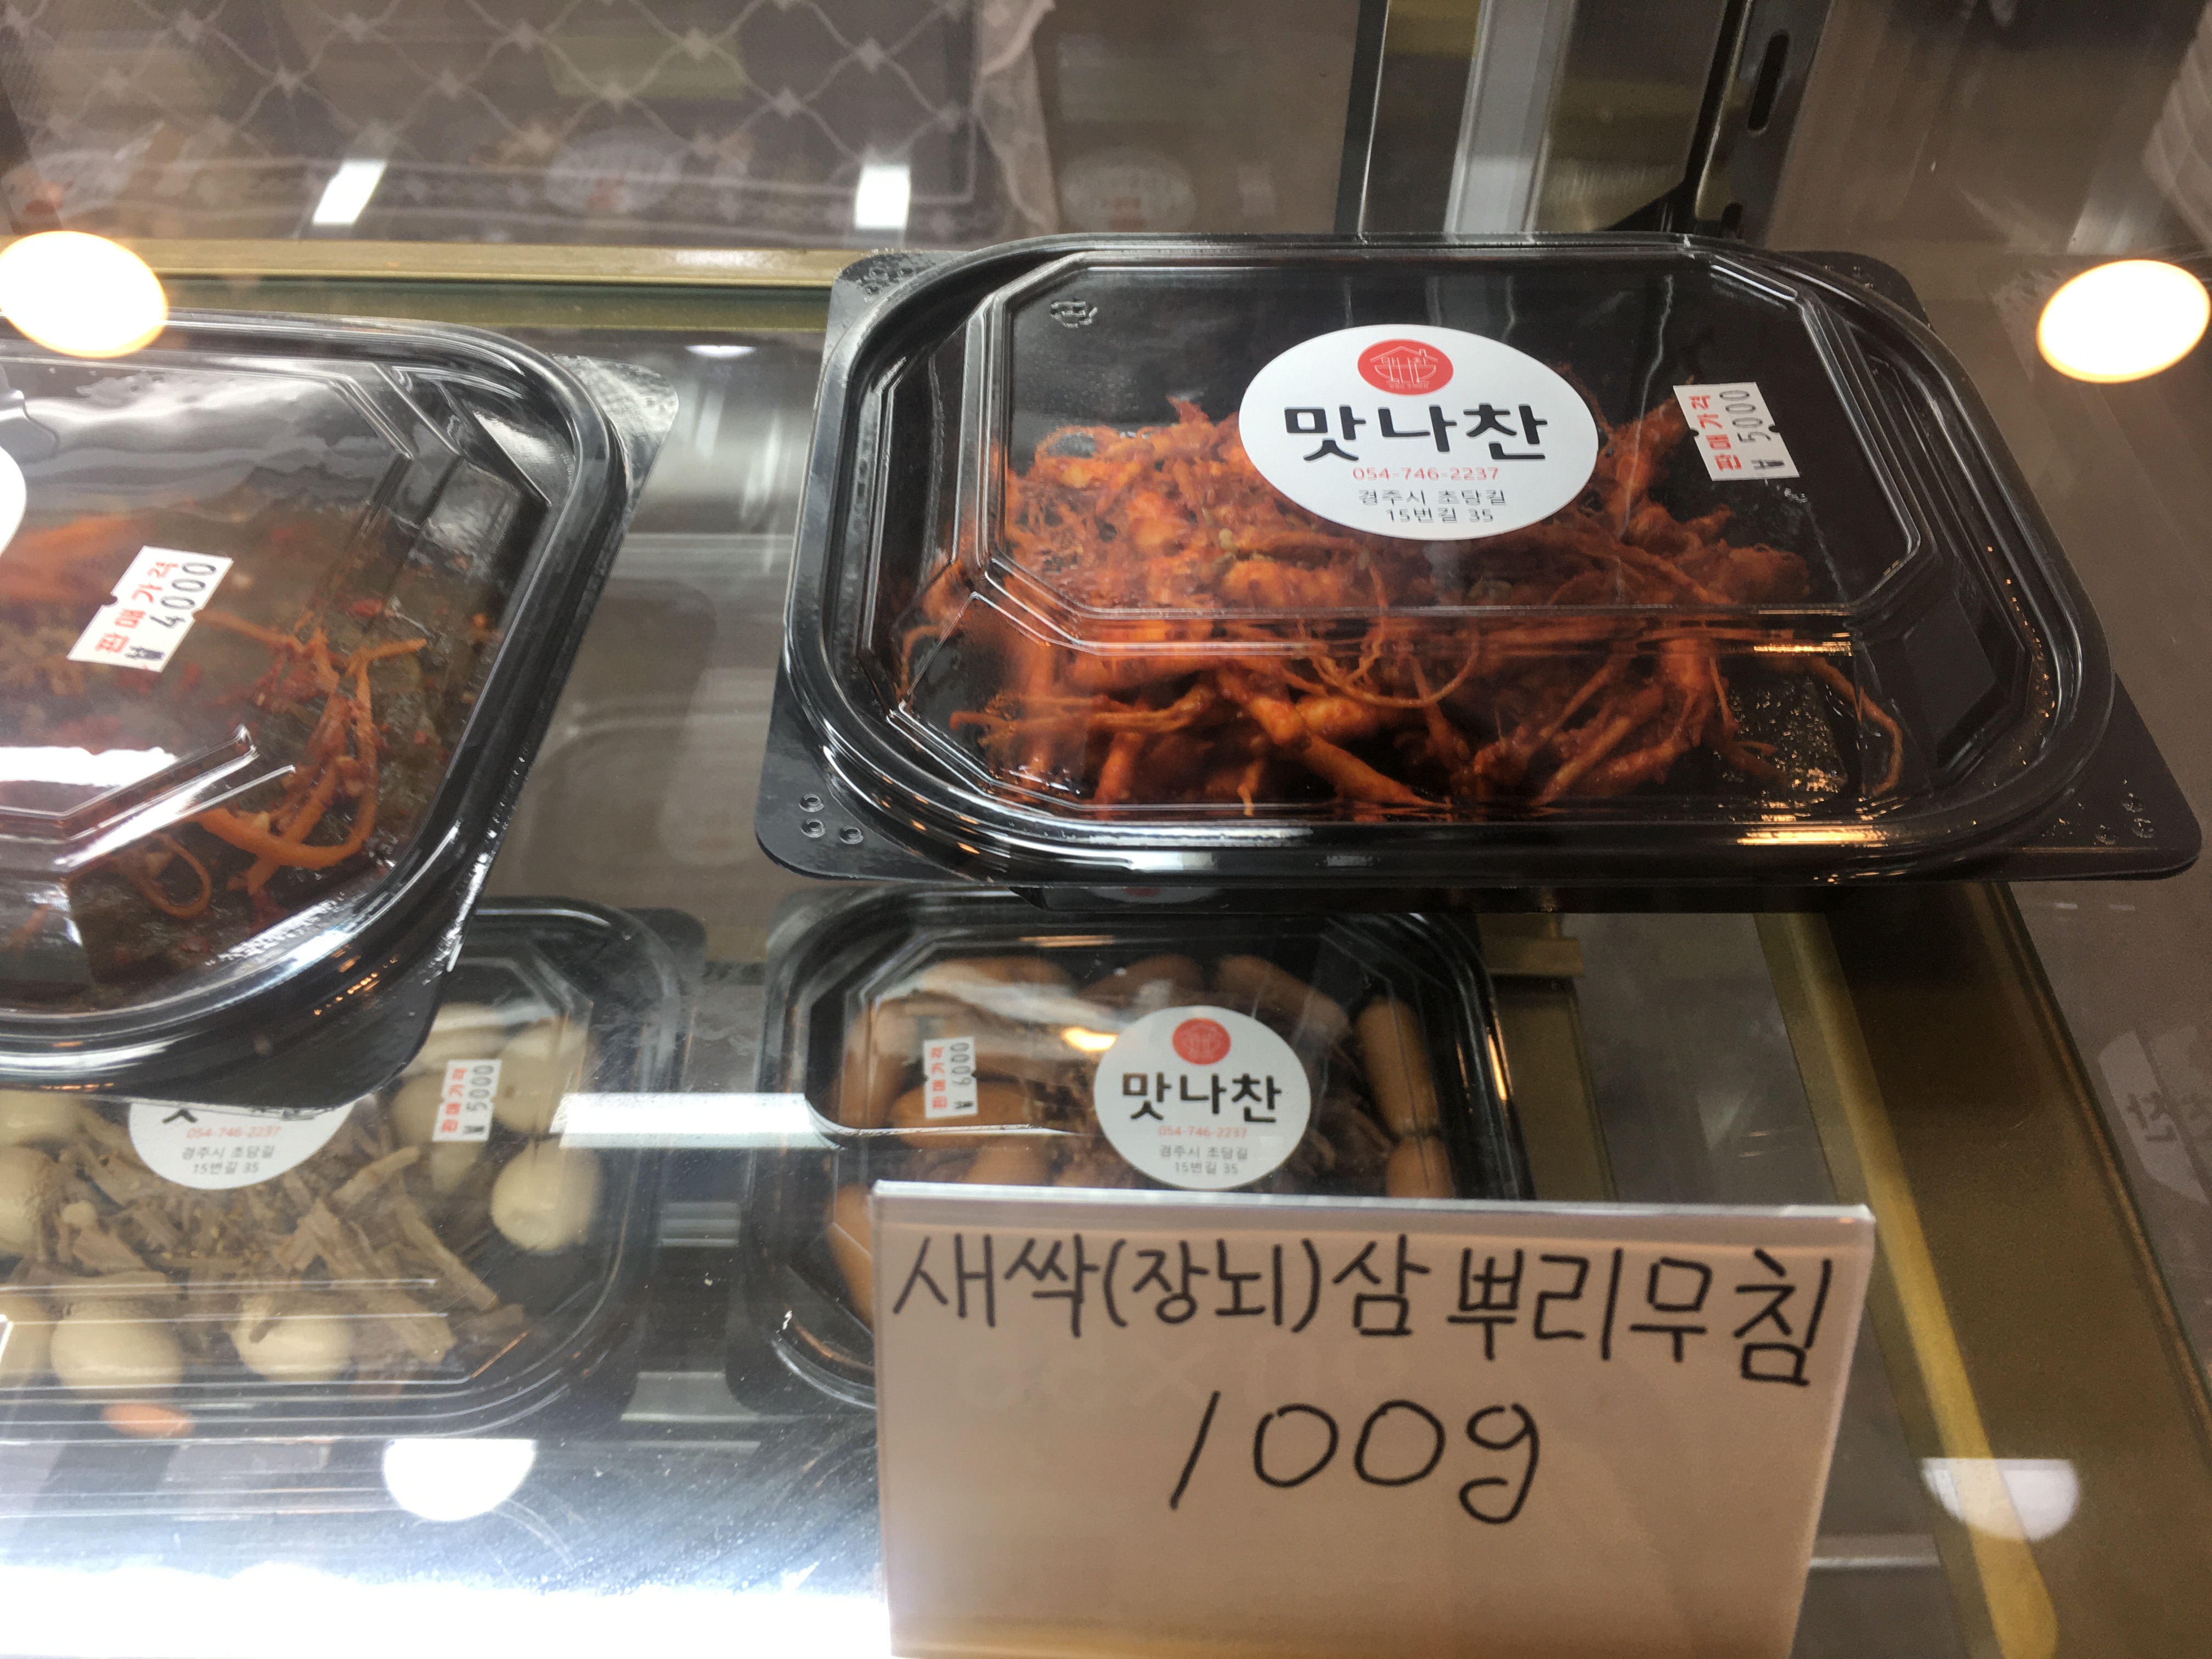 맛나찬
054-746-2237
경주시 초당길
15번길 35
판매가격
₩ 5000
판매가격
₩ 4000
판매가격
₩ 5000
054-746-2237
경주시 초담길
15번길 35
판매가격
₩ 6000
맛나찬
054-746-2237
경주시 초담길
15번길 35
새싹(장뇌)삼 뿌리무침
100g